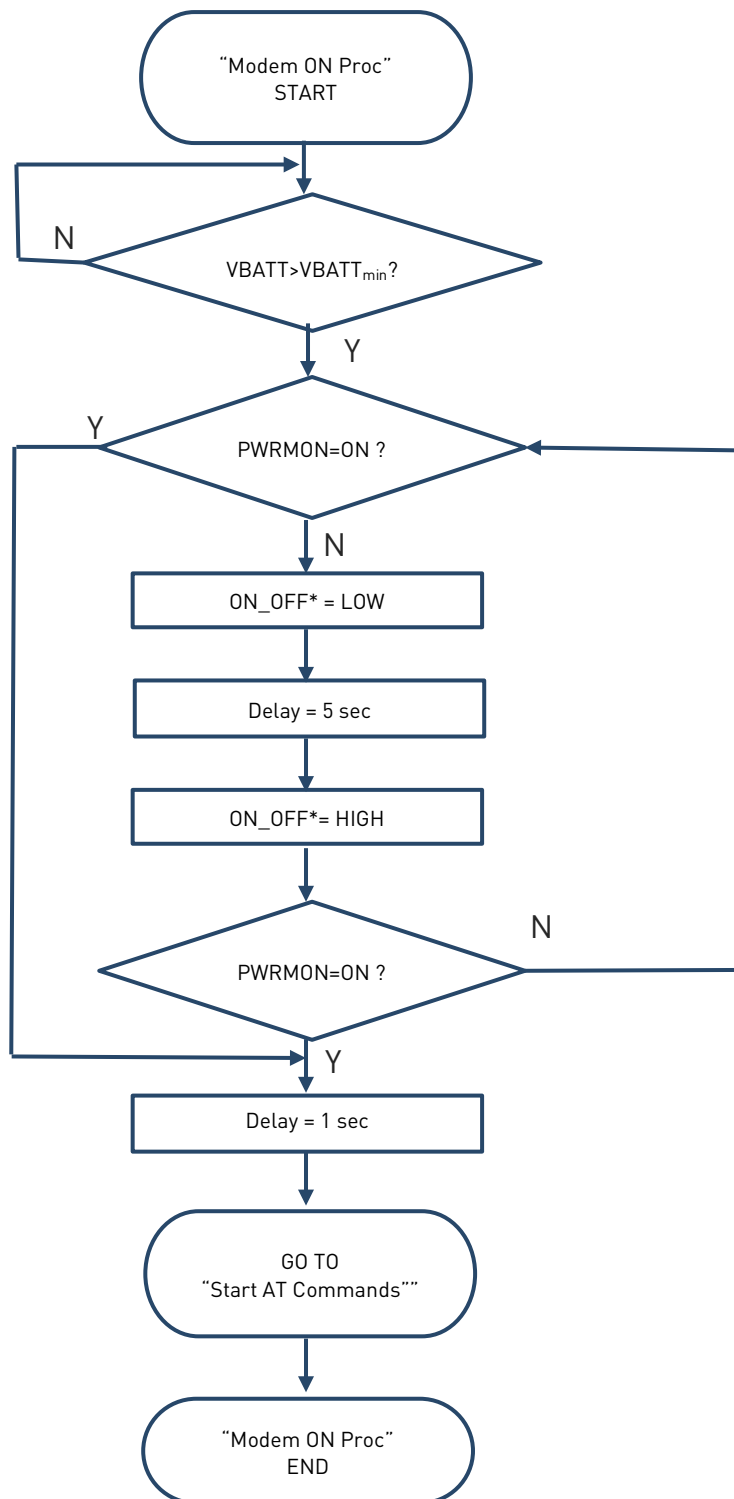 “Modem ON Proc”
START
N
VBATT>VBATTmin?
Y
Y
PWRMON=ON ?
N
ON_OFF* = LOW
Delay = 5 sec
ON_OFF*= HIGH
N
PWRMON=ON ?
Y
Delay = 1 sec
GO TO
“Start AT Commands””
“Modem ON Proc”
END